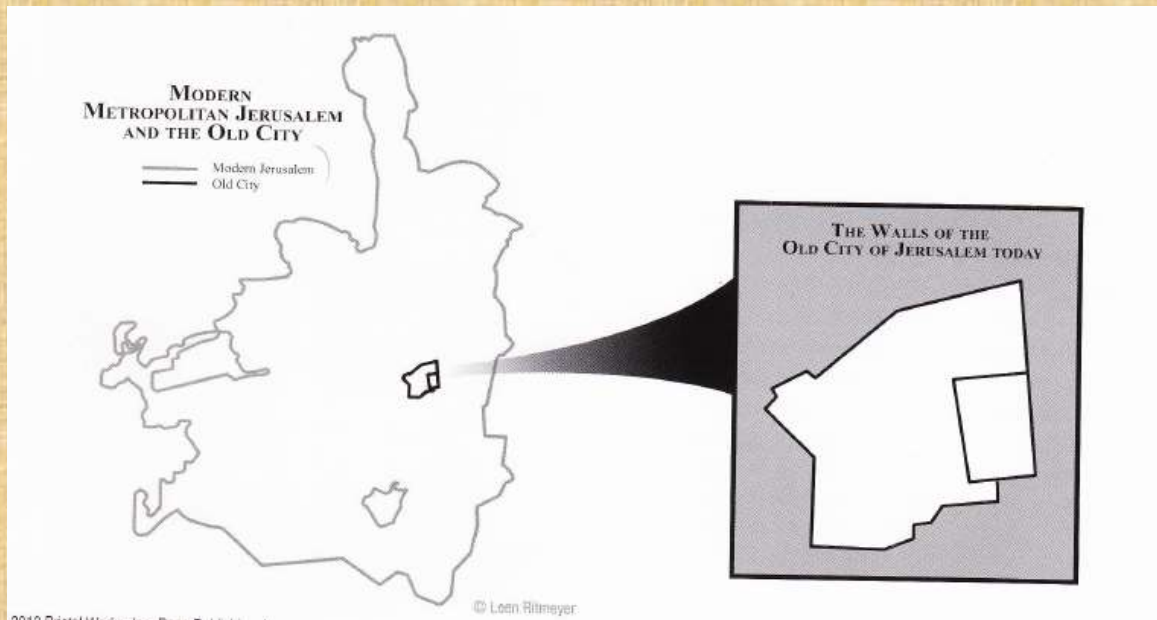 MODERN
METROPOLITAN JERUSALEM
AND THE OLD CITY
Modern Jerusalem
Old City
THE WALLS OF THE
OLD CITY OF JERUSALEM TODAY
© Leen Ritmeyer